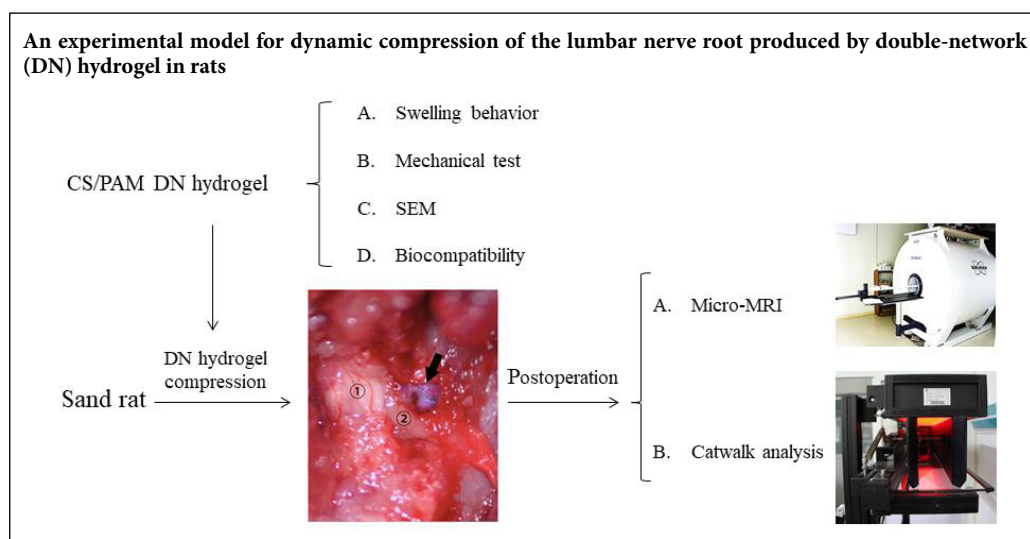 An experimental model for dynamic compression of the lumbar nerve root produced by double-network
(DN) hydrogel in rats
A. Swelling behavior
B. Mechanical test
CS/PAM DN hydrogel
C. SEM
D. Biocompatibility
A. Micro-MRI
DN hydrogel
compression
Sand rat
①
②
Postoperation
B. Catwalk analysis